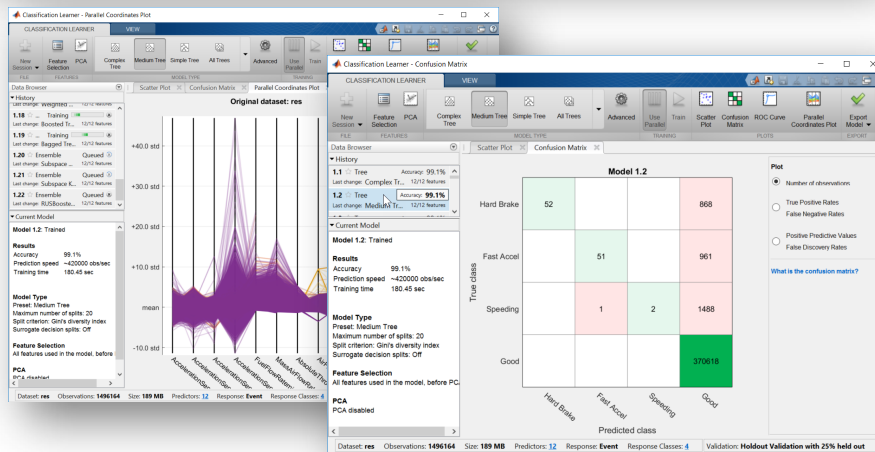 Classification Learner - Parallel Coordinates Plot
CLASSIFICATION LEARNER VIEW
New Session Feature Selection PCA Complex Tree Medium Tree Simple Tree All Trees Advanced Use Parallel Train
FILE FEATURES MODEL TYPE TRAINING
Data Browser Scatter Plot Confusion Matrix Parallel Coordinates Plot
History
Last change: Weighted ... 12/12 features
1.18 ... Training
Last change: Boosted Tr... 12/12 features
1.19 ... Training
Last change: Bagged Tre... 12/12 features
1.20 Ensemble Queued
Last change: Subspace ... 12/12 features
1.21 Ensemble Queued
Last change: Subspace K... 12/12 features
1.22 Ensemble Queued
Last change: RUSBooste... 12/12 features
Current Model
Model 1.2: Trained
Results
Accuracy 99.1%
Prediction speed ~420000 obs/sec
Training time 180.45 sec
Model Type
Preset: Medium Tree
Maximum number of splits: 20
Split criterion: Gini's diversity index
Surrogate decision splits: Off
Feature Selection
All features used in the model, before
PCA
PCA disabled
Original dataset: res
+40.0 std
+30.0 std
+20.0 std
+10.0 std
mean
-10.0 std
Dataset: res Observations: 1496164 Size: 189 MB Predictors: 12 Response: Event Response Classes: 4
Classification Learner - Confusion Matrix
CLASSIFICATION LEARNER VIEW
New Session Feature Selection PCA Complex Tree Medium Tree Simple Tree All Trees Advanced Use Parallel Train Scatter Plot Confusion Matrix ROC Curve Parallel Coordinates Plot Export Model
FILE FEATURES MODEL TYPE TRAINING PLOTS EXPORT
Data Browser Scatter Plot Confusion Matrix
History
1.1 Tree Accuracy: 99.1%
Last change: Complex Tr... 12/12 features
1.2 Tree Accuracy: 99.1%
Last change: Medium Tr... 12/12 features
Current Model
Model 1.2: Trained
Results
Accuracy 99.1%
Prediction speed ~420000 obs/sec
Training time 180.45 sec
Model Type
Preset: Medium Tree
Maximum number of splits: 20
Split criterion: Gini's diversity index
Surrogate decision splits: Off
Feature Selection
All features used in the model, before PC
PCA
PCA disabled
Model 1.2
True class
Hard Brake 52 868
Fast Accel 51 961
Speeding 1 2 1488
Good 370618
Hard Brake Fast Accel Speeding Good
Predicted class
Plot
Number of observations
True Positive Rates
False Negative Rates
Positive Predictive Values
False Discovery Rates
What is the confusion matrix?
Dataset: res Observations: 1496164 Size: 189 MB Predictors: 12 Response: Event Response Classes: 4 Validation: Holdout Validation with 25% held out